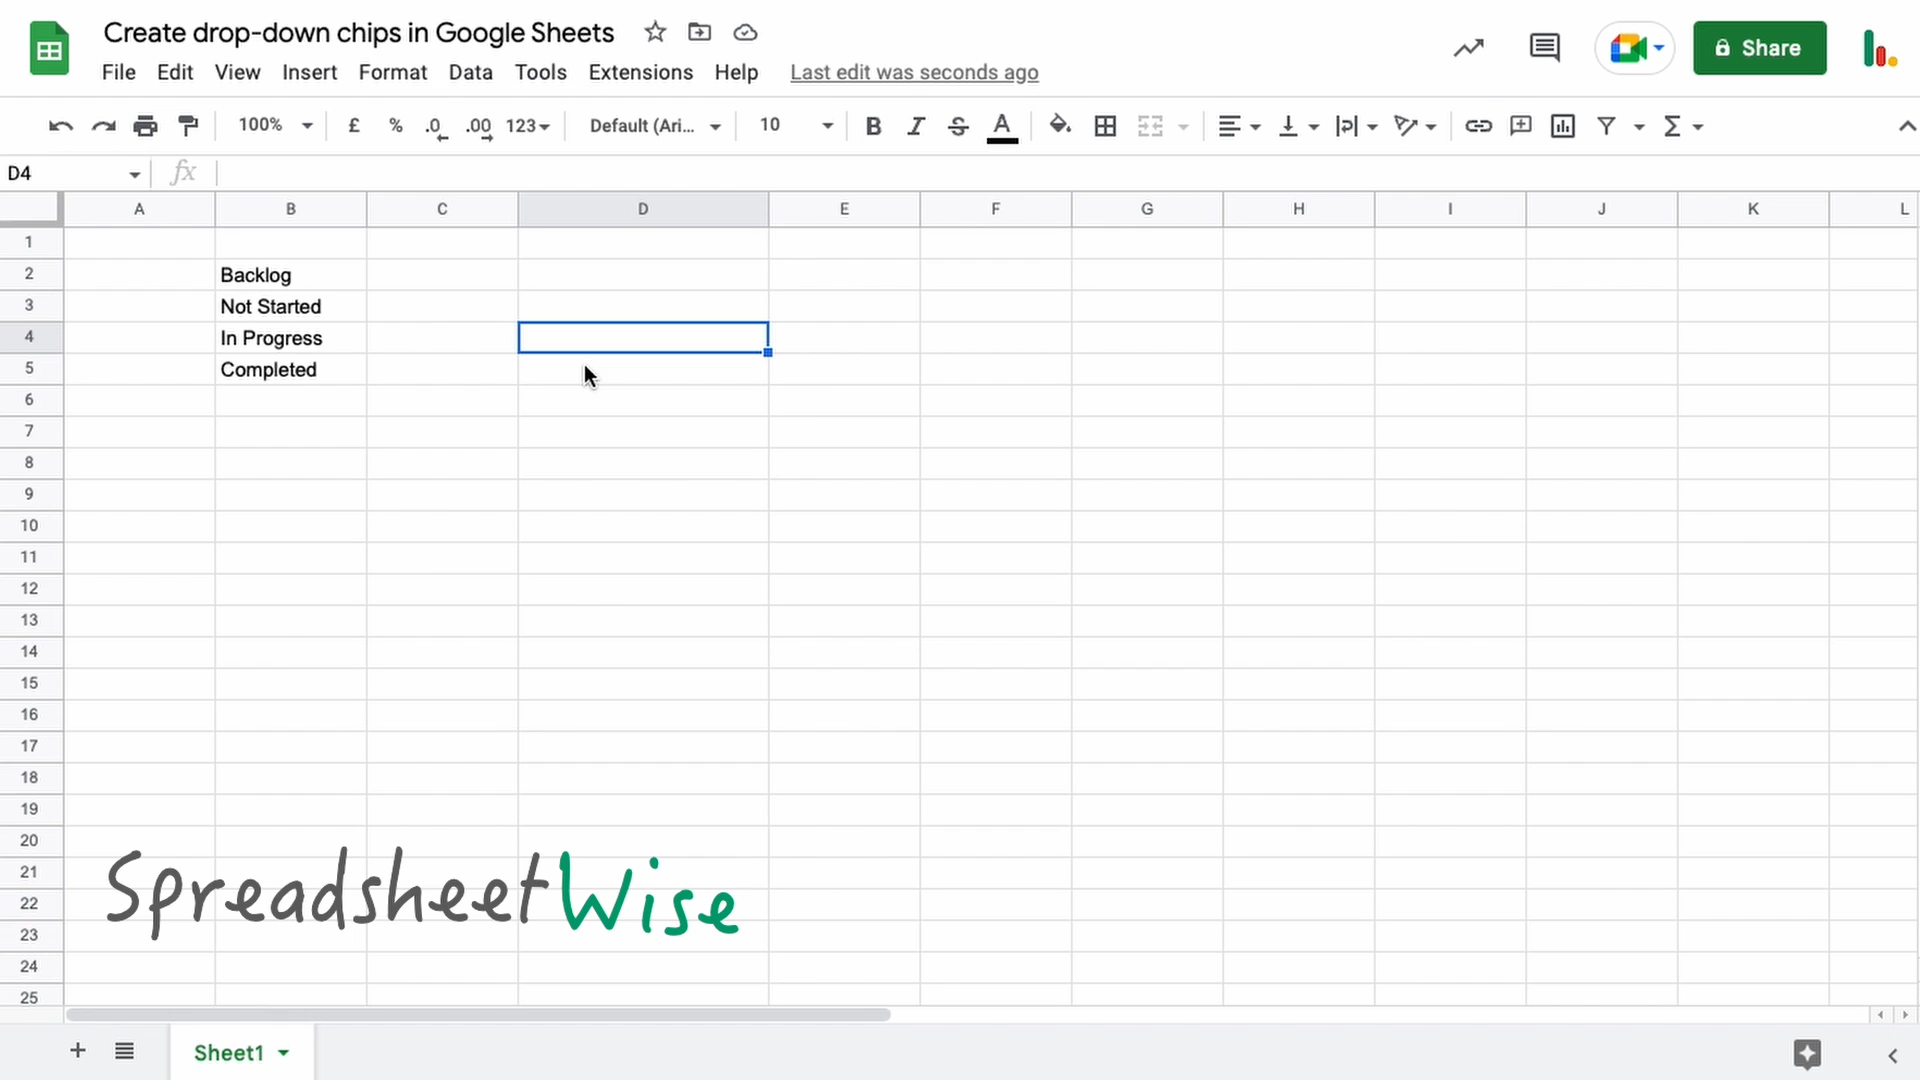 Create drop-down chips in Google Sheets
File Edit View Insert Format Data Tools Extensions Help Last edit was seconds ago
Share
100% £ % .0 .00 123 Default (Ari... 10 B I S A Σ
D4 fx
A B C D E F G H I J K L
1
2 Backlog
3 Not Started
4 In Progress
5 Completed
6
7
8
9
10
11
12
13
14
15
16
17
18
19
20
21
22
23
24
25
SpreadsheetWise
Sheet1